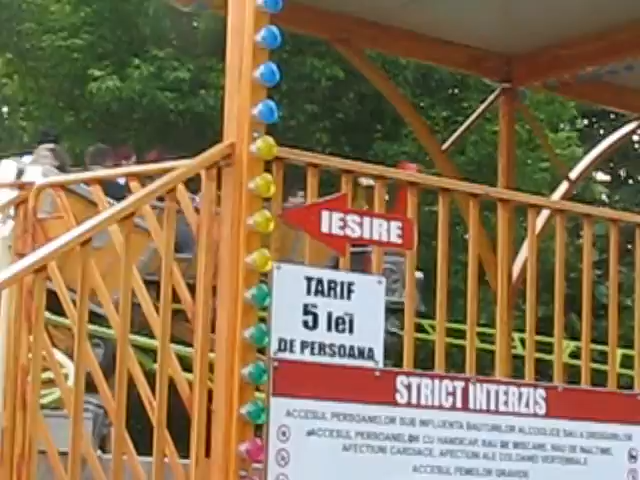 IESIRE
TARIF
5 lei
DE PERSOANA
STRICT INTERZIS
ACCESUL PERSOANELOR SUB INFLUENTA BAUTURILOR ALCOOLICE SAU A DROGURILOR
ACCESUL PERSOANELOR CU HANDICAP, RAU DE MISCARE, RAU DE INALTIME,
AFECTIUNI CARDIACE, AFECTIUNI ALE COLOANEI VERTEBRALE
ACCESUL FEMEILOR GRAVIDE